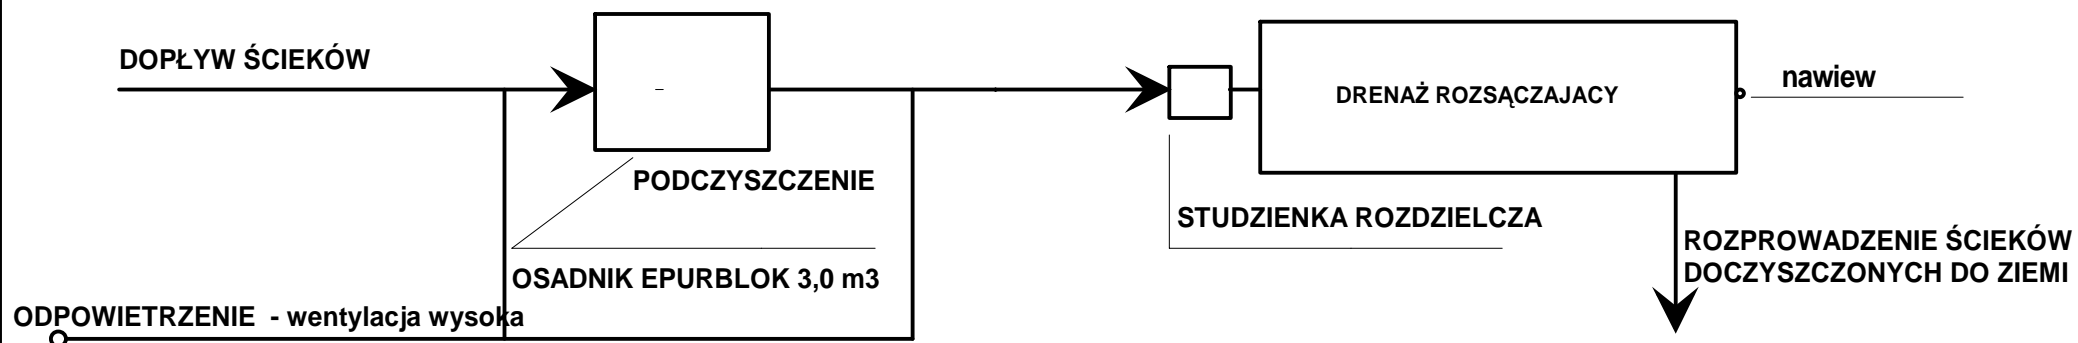 DOPŁYW ŚCIEKÓW
PODCZYSZCZENIE
OSADNIK EPURBLOK 3,0 m3
ODPOWIETRZENIE - wentylacja wysoka
STUDZIENKA ROZDZIELCZA
DRENAŻ ROZSĄCZAJACY
nawiew
ROZPROWADZENIE ŚCIEKÓW
DOCZYSZCZONYCH DO ZIEMI